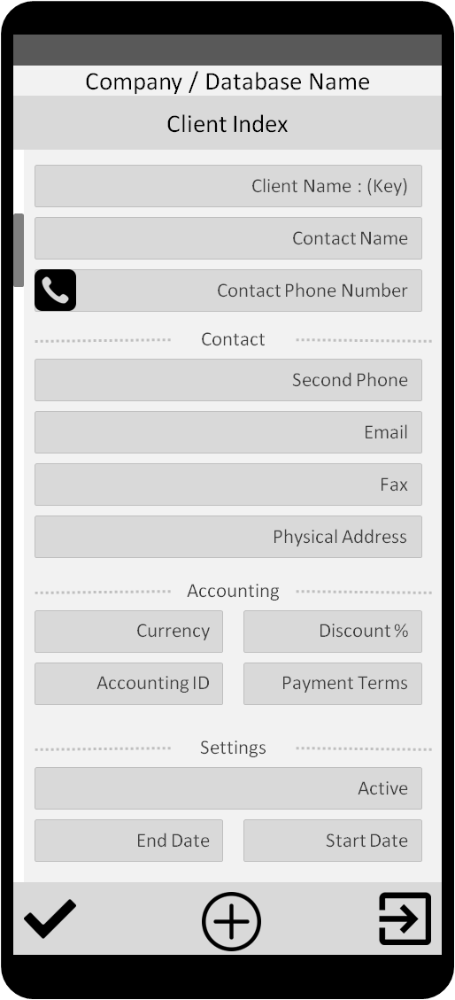 Company / Database Name
Client Index
Client Name : (Key)
Contact Name
Contact Phone Number
Contact
Second Phone
Email
Fax
Physical Address
Accounting
Currency
Discount %
Accounting ID
Payment Terms
Settings
Active
End Date
Start Date